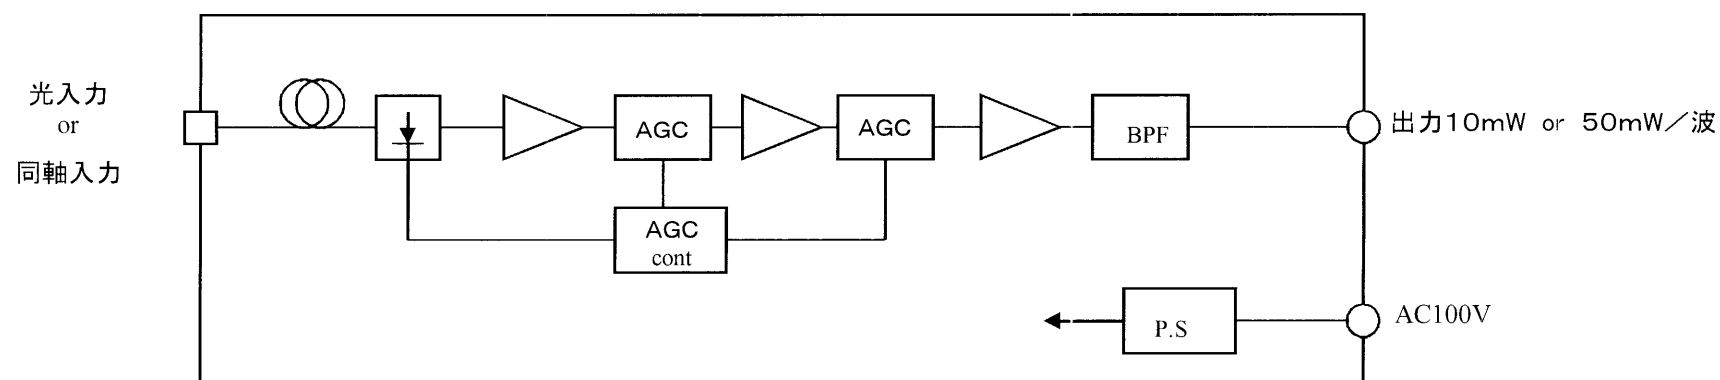 光入力
or
同軸入力
AGC
AGC
BPF
出力10mW or 50mW/波
AGC
cont
P.S
AC100V